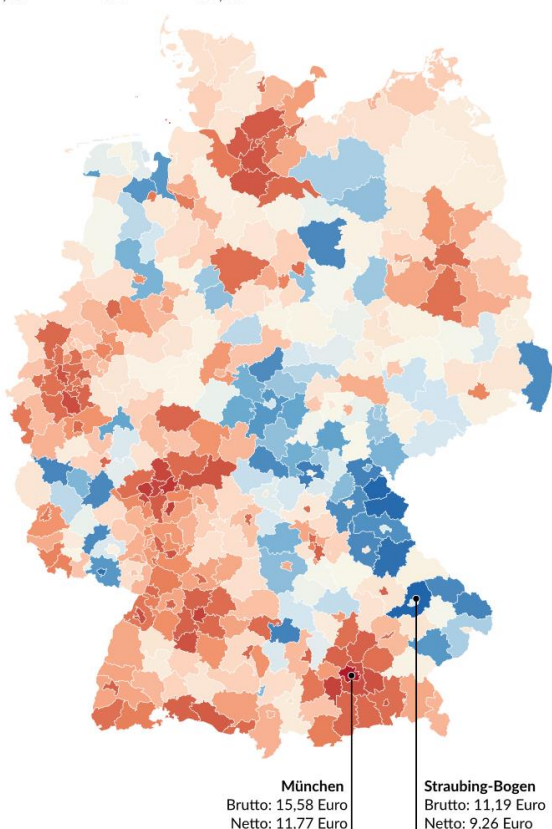 München
Brutto: 15,58 Euro
Netto: 11,77 Euro
Straubing-Bogen
Brutto: 11,19 Euro
Netto: 9,26 Euro